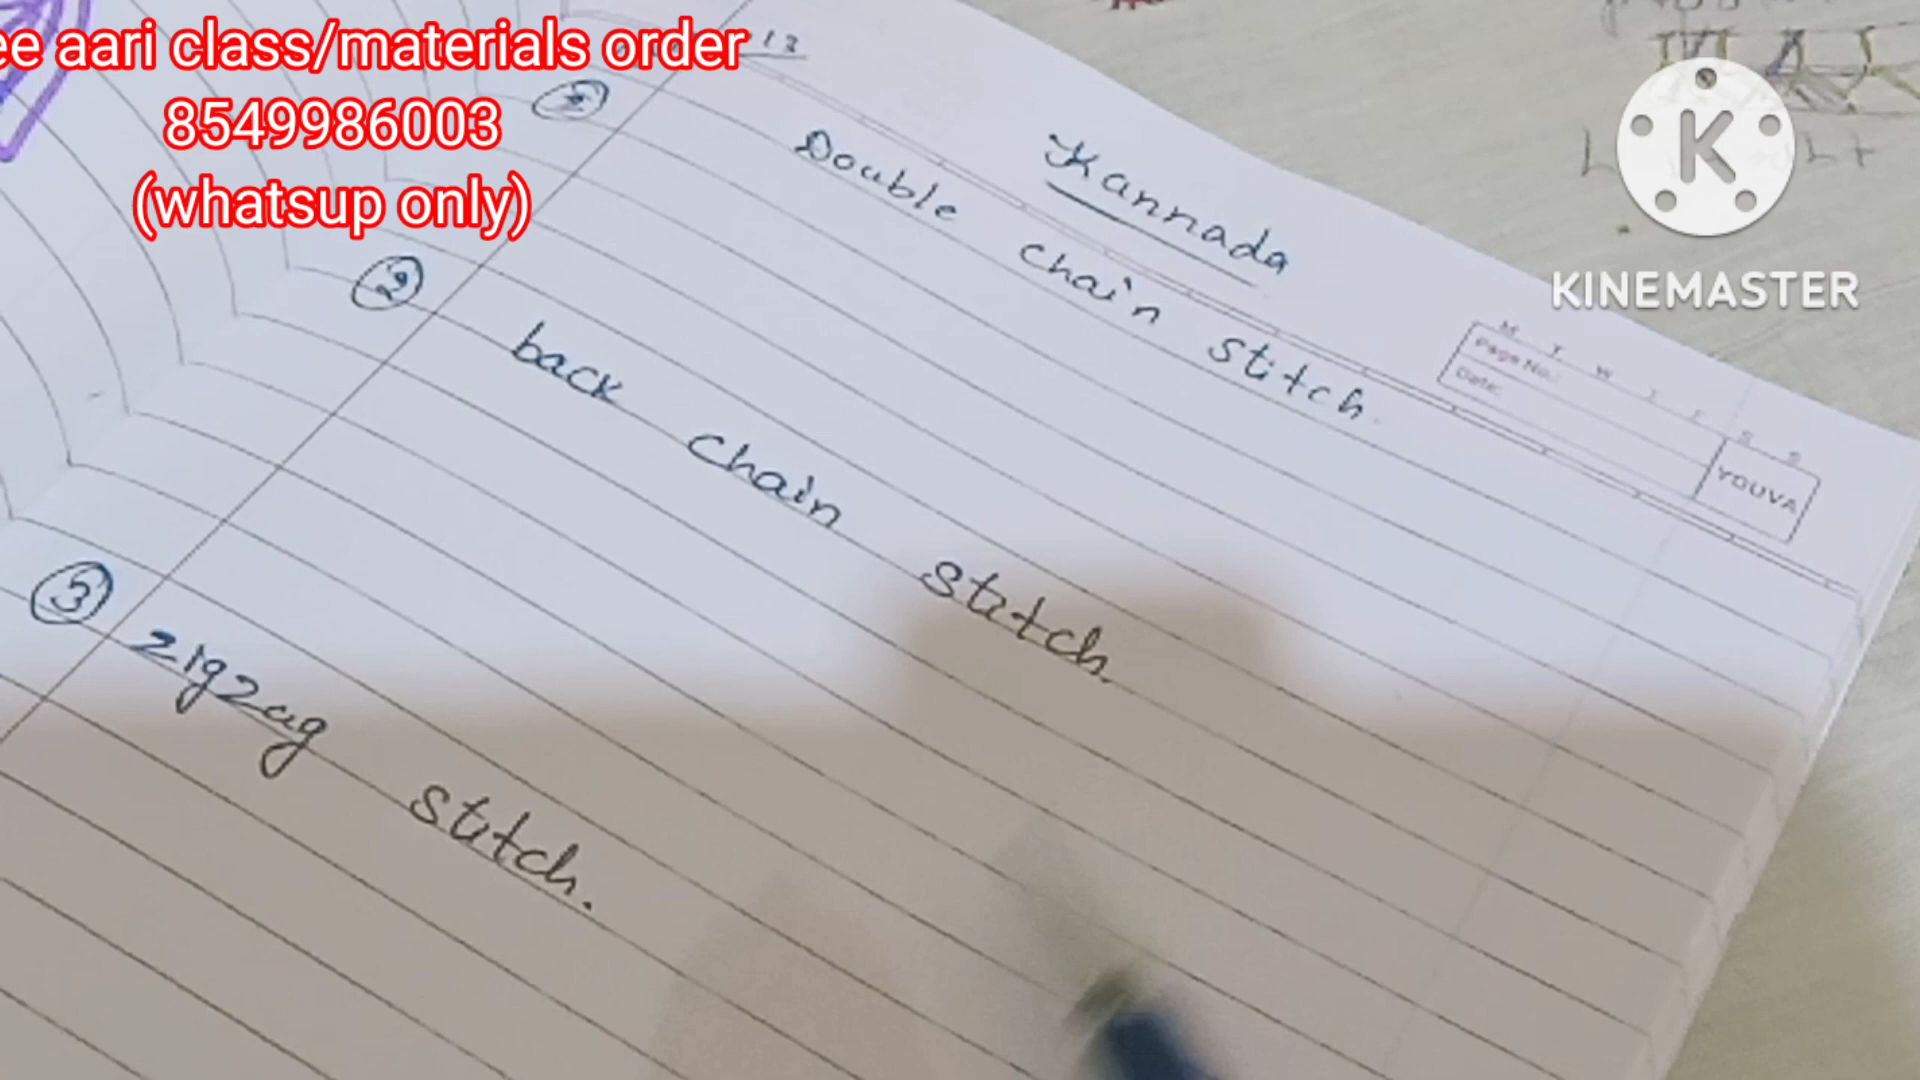 ee aari class/materials order
8549986003
(whatsup only)
KINEMASTER
13
Kannada
Double chain stitch.
② back chain stitch.
③ zigzag stitch.
M T W T F S S
Page No.:
Date:
YOUVA